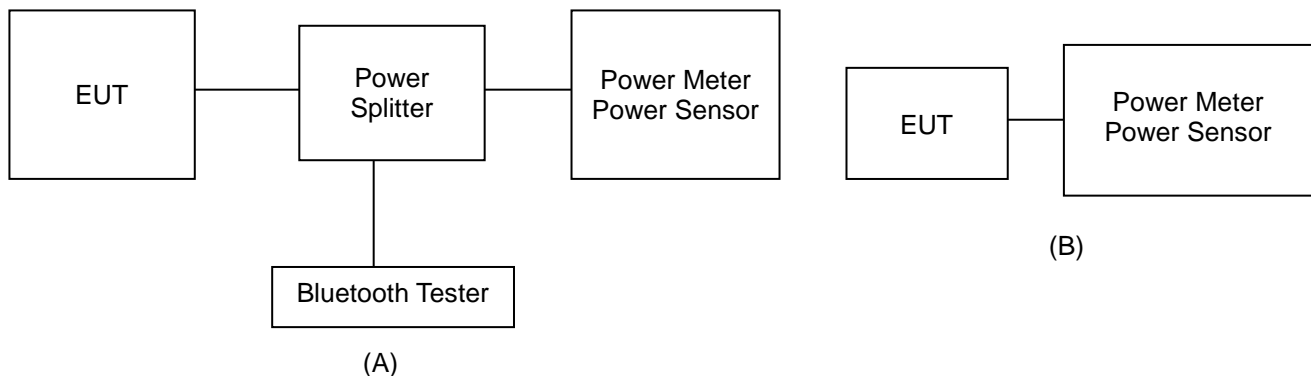 EUT
Power
Splitter
Power Meter
Power Sensor
Bluetooth Tester
(A)
EUT
Power Meter
Power Sensor
(B)